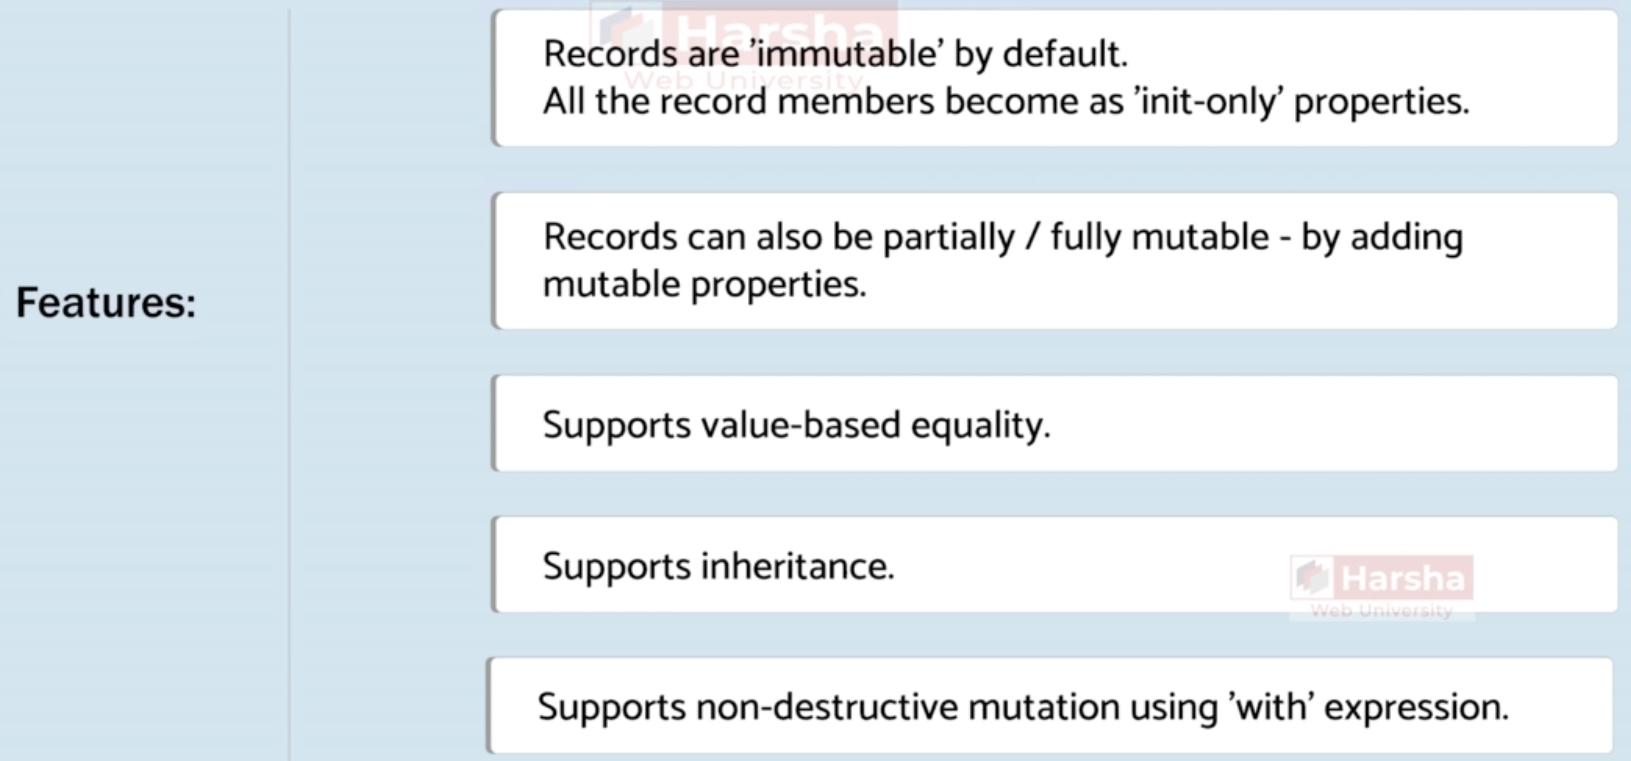 Harsha
Web University
Records are 'immutable' by default.
All the record members become as 'init-only' properties.
Records can also be partially / fully mutable - by adding
mutable properties.
Features:
Supports value-based equality.
Supports inheritance.
Harsha
Web University
Supports non-destructive mutation using 'with' expression.